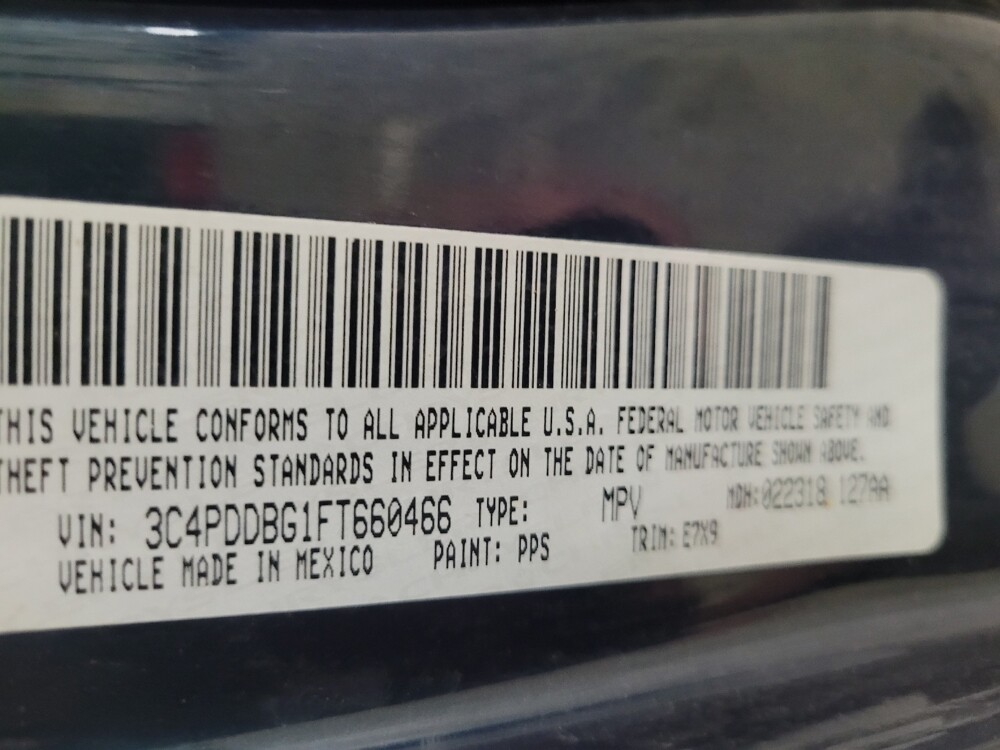 THIS VEHICLE CONFORMS TO ALL APPLICABLE U.S.A. FEDERAL MOTOR VEHICLE SAFETY AND
THEFT PREVENTION STANDARDS IN EFFECT ON THE DATE OF MANUFACTURE SHOWN ABOVE.
VIN: 3C4PDDBG1FT660466 TYPE: MPV MDH: 022318 127AA
VEHICLE MADE IN MEXICO PAINT: PPS TRIM: E7X9